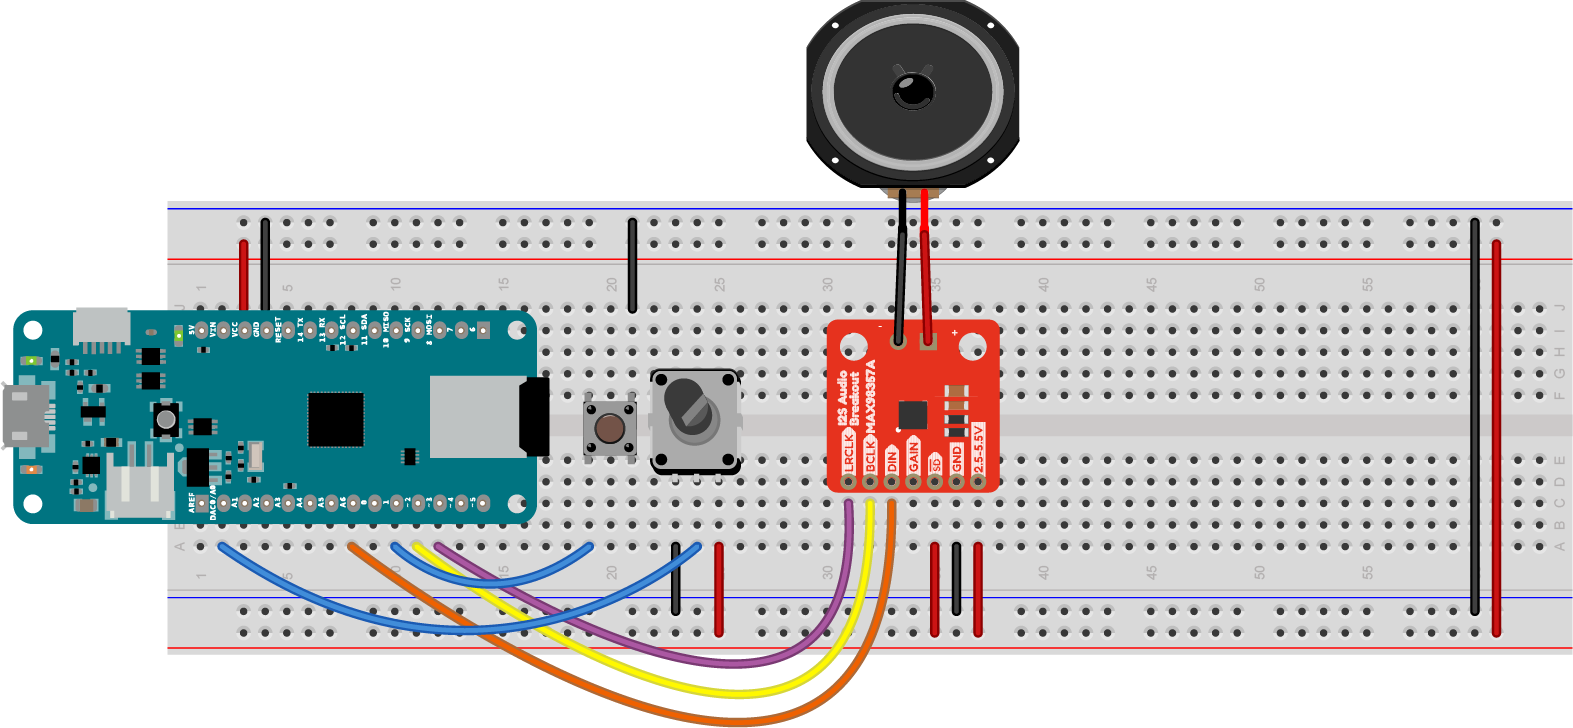 1 5 10 15 20 25 30 35 40 45 50 55
J
I
H
G
F
5V VIN VCC GND RESET 14 TX 13 RX 12 SCL 11 SDA 10 MISO 9 SCK 8 MOSI 7 6
- +
I2S Audio
Breakout
MAX98357A
LRCLK BCLK DIN GAIN SD GND 2.5-5.5V
AREF DAC0/A0 A1 A2 A3 A4 A5 A6 0 1 ~2 ~3 ~4 ~5
E
D
C
B
A
1 5 15 20 30 35 40 45 50 55